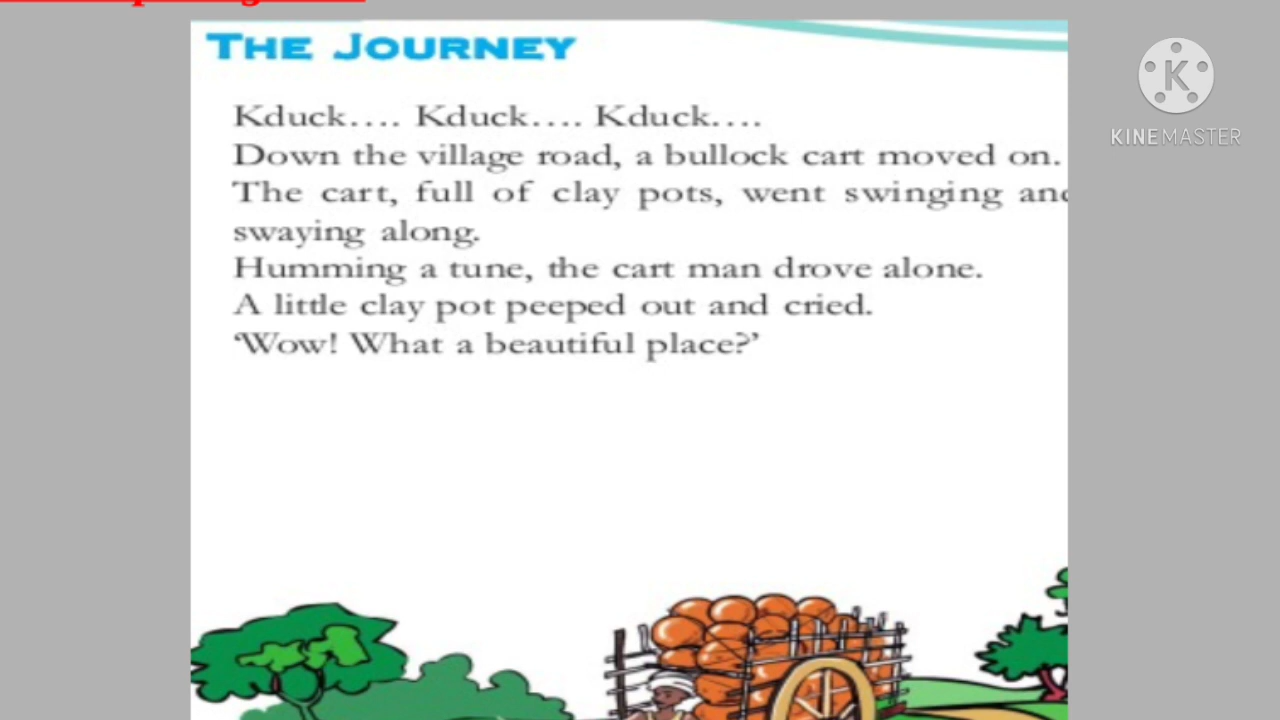 THE JOURNEY
Kduck.... Kduck.... Kduck....
Down the village road, a bullock cart moved on.
The cart, full of clay pots, went swinging and
swaying along.
Humming a tune, the cart man drove alone.
A little clay pot peeped out and cried.
‘Wow! What a beautiful place?’
K
KINEMASTER